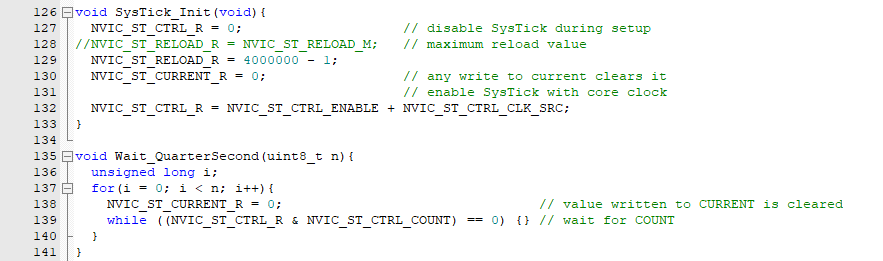 126 void SysTick_Init(void){
127   NVIC_ST_CTRL_R = 0;                    // disable SysTick during setup
128 //NVIC_ST_RELOAD_R = NVIC_ST_RELOAD_M;   // maximum reload value
129   NVIC_ST_RELOAD_R = 4000000 - 1;
130   NVIC_ST_CURRENT_R = 0;                 // any write to current clears it
131                                          // enable SysTick with core clock
132   NVIC_ST_CTRL_R = NVIC_ST_CTRL_ENABLE + NVIC_ST_CTRL_CLK_SRC;
133 }
134
135 void Wait_QuarterSecond(uint8_t n){
136   unsigned long i;
137   for(i = 0; i < n; i++){
138     NVIC_ST_CURRENT_R = 0;                                // value written to CURRENT is cleared
139     while ((NVIC_ST_CTRL_R & NVIC_ST_CTRL_COUNT) == 0) {} // wait for COUNT
140   }
141 }